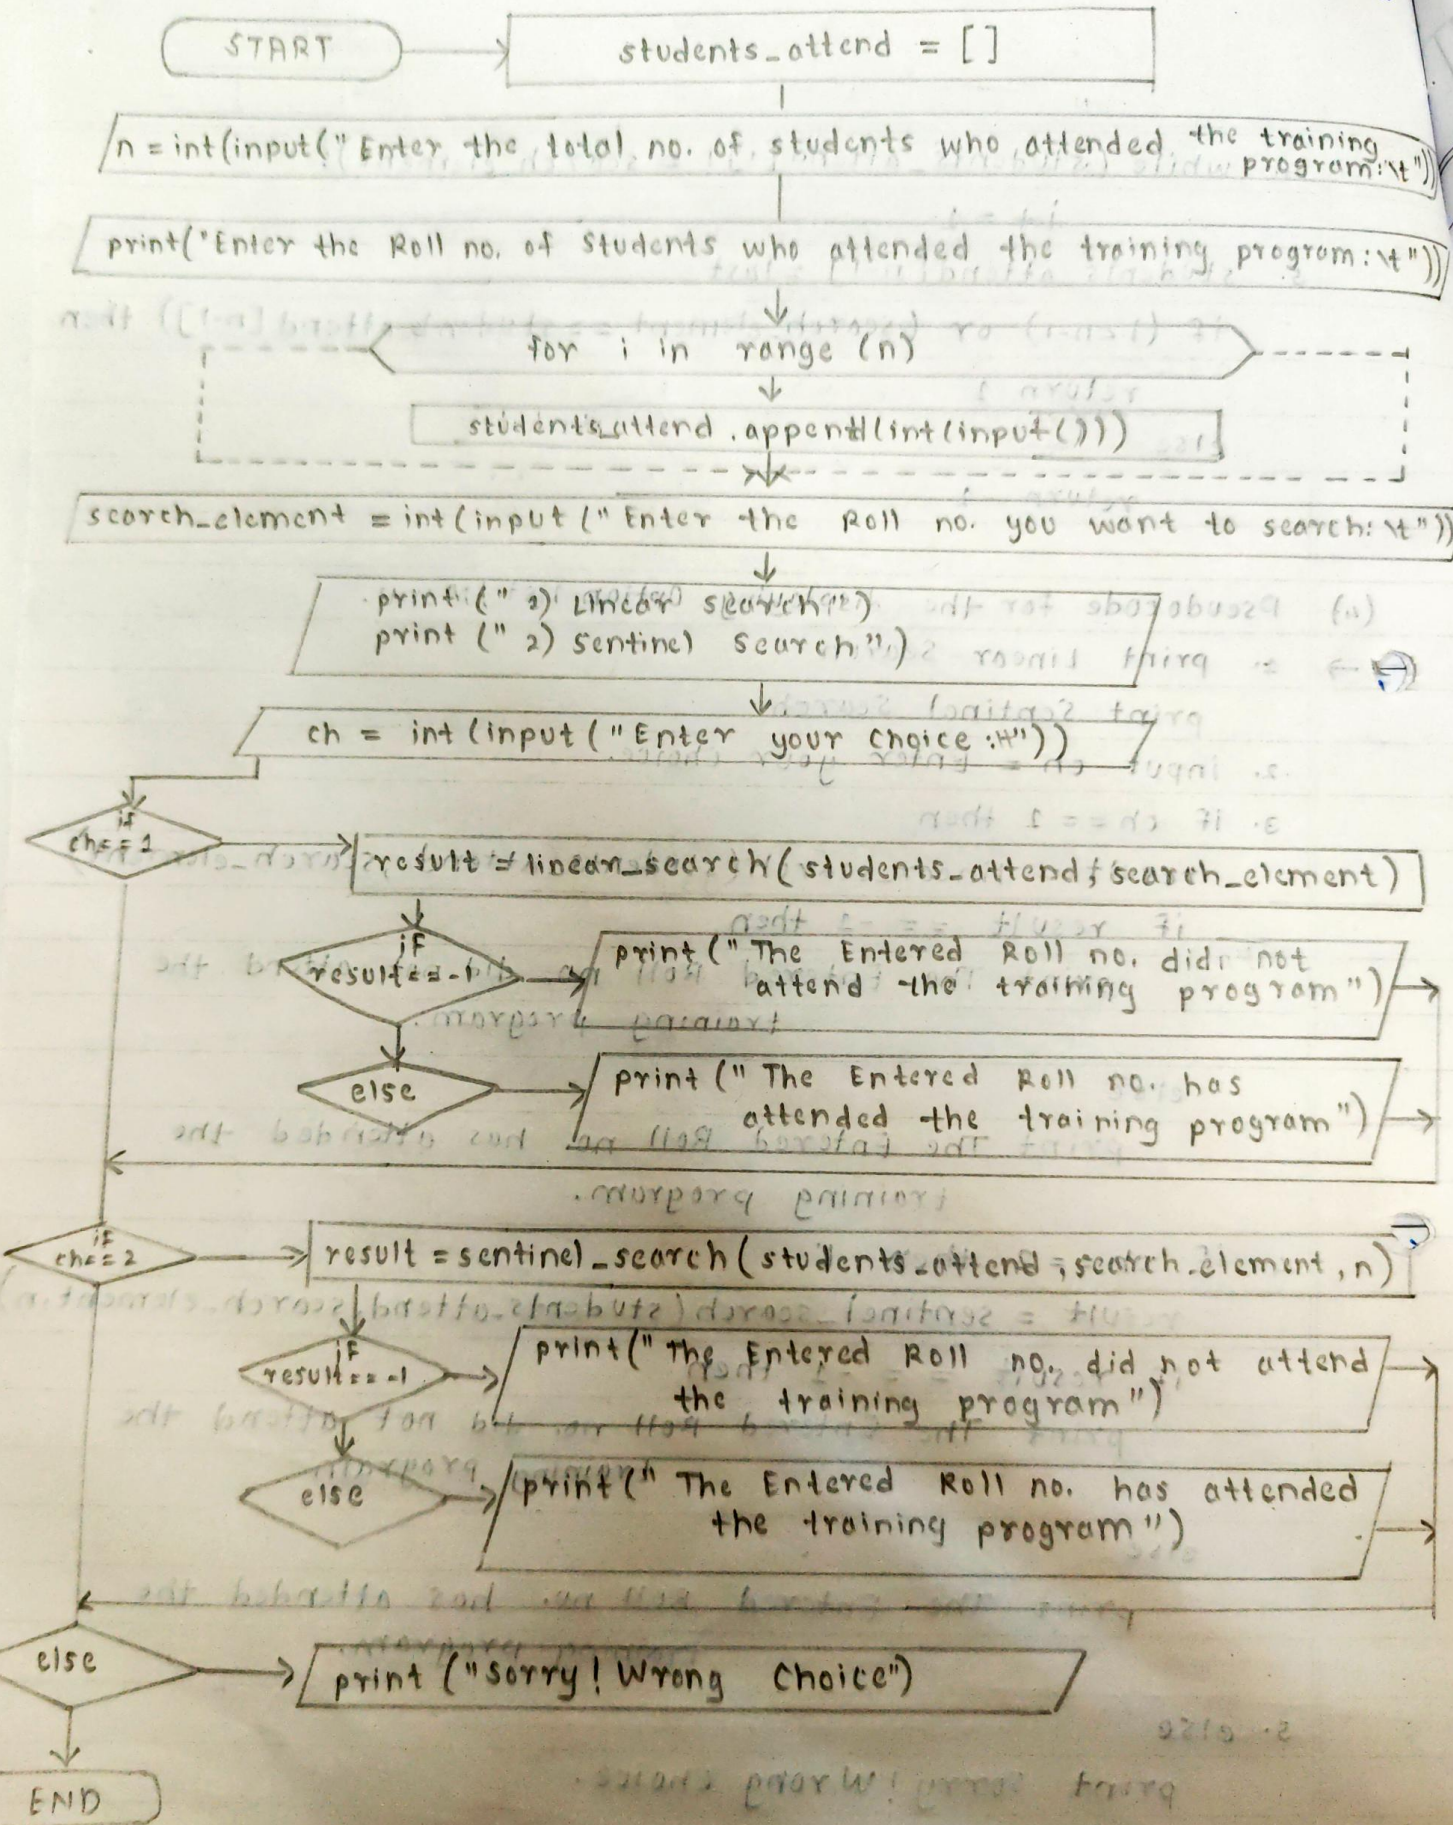 START
students_attend = []
n = int(input("Enter the total no. of students who attended the training
program:\t"))
print("Enter the Roll no. of Students who attended the training program:\t"))
for i in range (n)
students_attend.append(int(input()))
search_element = int(input("Enter the Roll no. you want to search:\t"))
print (" 1) Linear search")
print (" 2) Sentinel Search")
ch = int (input ("Enter your choice :\t"))
if
ch==1
result = linear_search(students_attend, search_element)
if
result==-1
print ("The Entered Roll no. did not
attend the training program")
else
print (" The Entered Roll no. has
attended the training program")
if
ch==2
result = sentinel_search(students_attend, search_element, n)
if
result==-1
print("The Entered Roll no. did not attend
the training program")
else
print(" The Entered Roll no. has attended
the training program")
else
print ("Sorry! Wrong Choice")
END